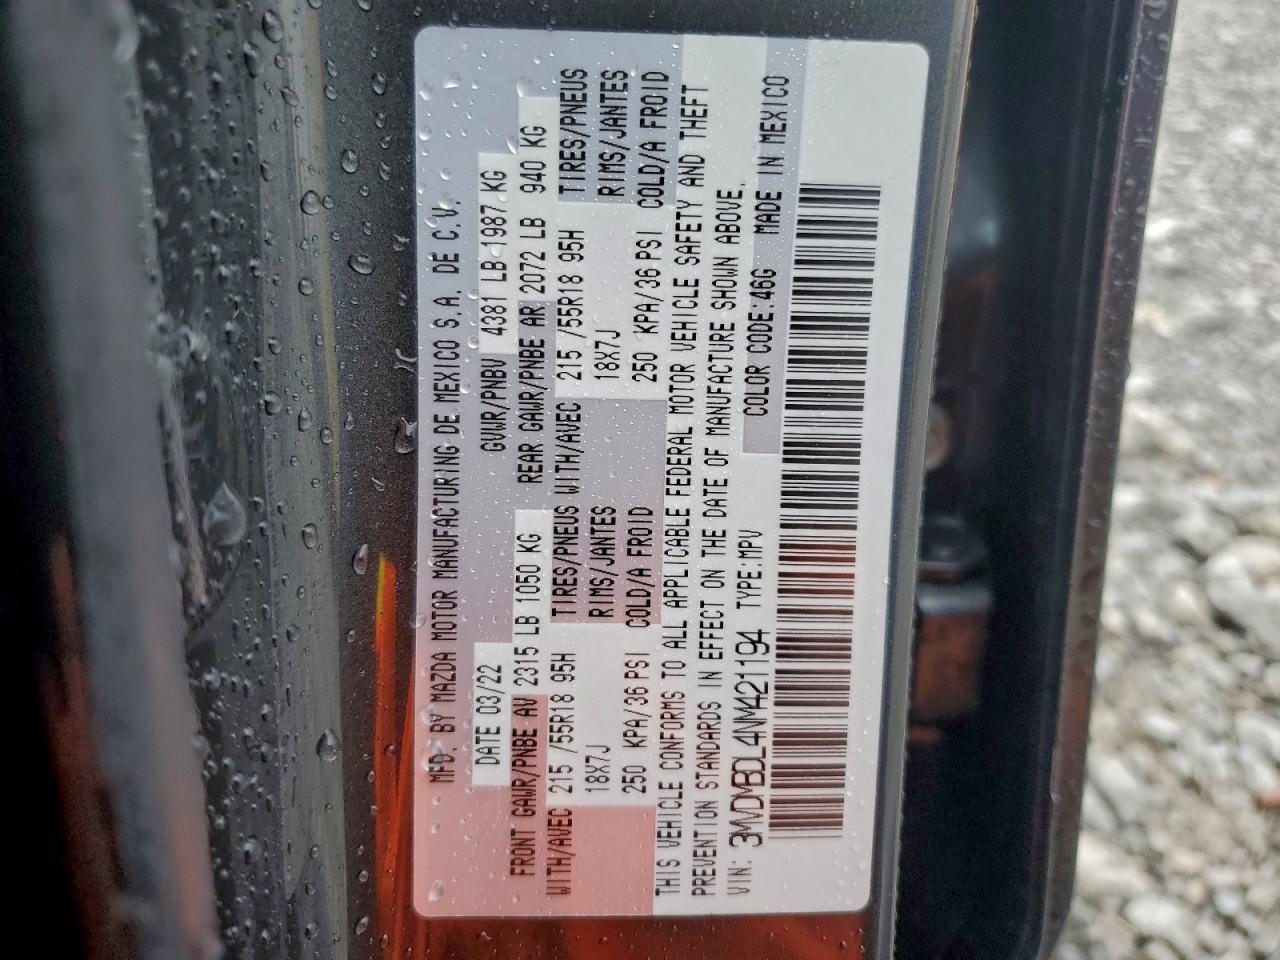 MFD. BY MAZDA MOTOR MANUFACTURING DE MEXICO S.A. DE C.V.
DATE 03/22 GVWR/PNBV 4381 LB 1987 KG
FRONT GAWR/PNBE AV 2315 LB 1050 KG REAR GAWR/PNBE AR 2072 LB 940 KG
WITH/AVEC 215 /55R18 95H TIRES/PNEUS WITH/AVEC 215 /55R18 95H TIRES/PNEUS
18X7J RIMS/JANTES 18X7J RIMS/JANTES
250 KPA/36 PSI COLD/A FROID 250 KPA/36 PSI COLD/A FROID
THIS VEHICLE CONFORMS TO ALL APPLICABLE FEDERAL MOTOR VEHICLE SAFETY AND THEFT
PREVENTION STANDARDS IN EFFECT ON THE DATE OF MANUFACTURE SHOWN ABOVE.
VIN: 3MVDMBDL4NM421194 TYPE:MPV COLOR CODE:46G MADE IN MEXICO